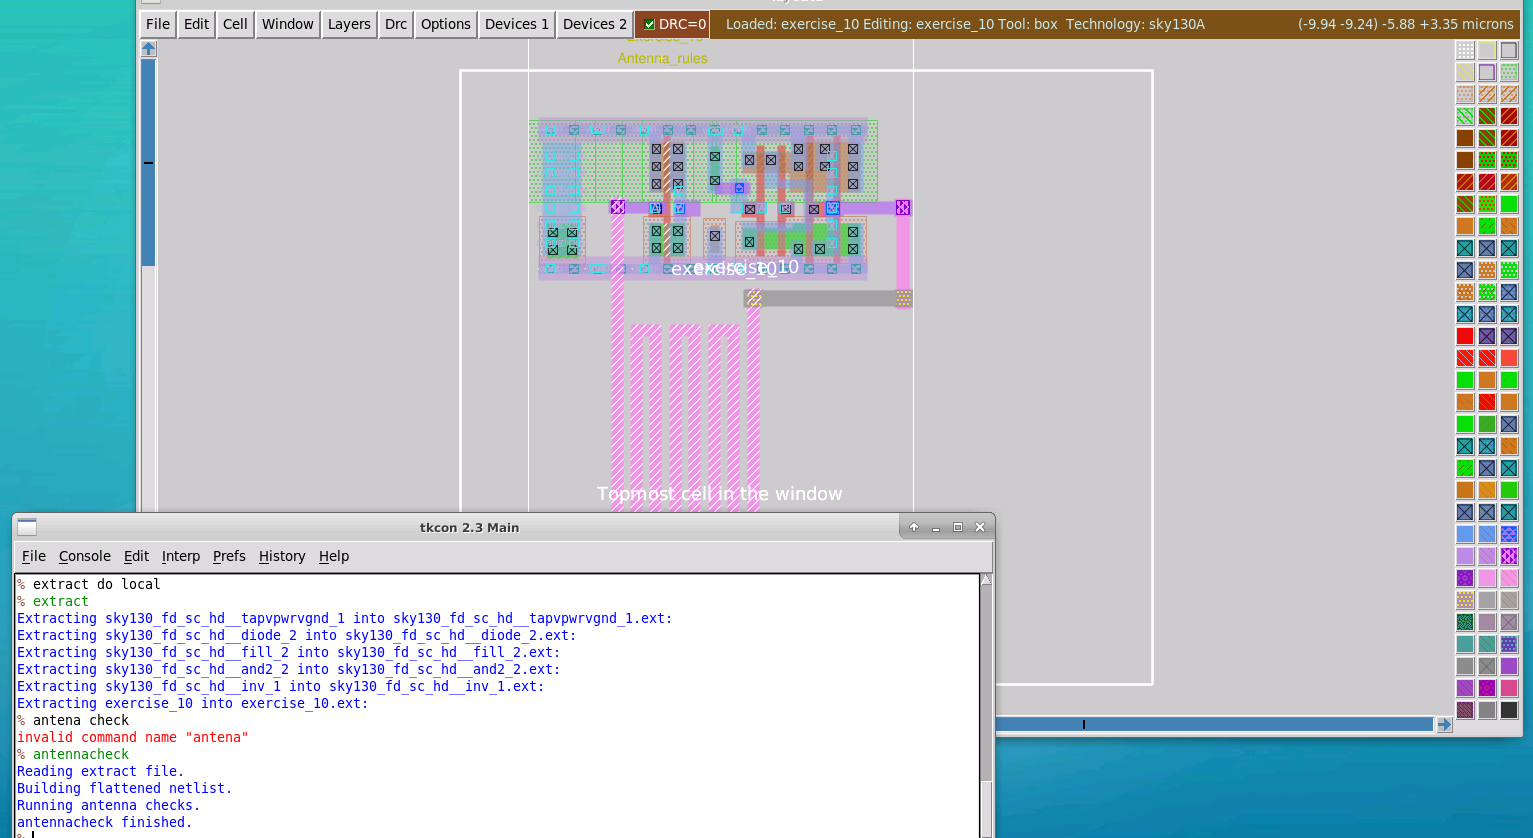 File Edit Cell Window Layers Drc Options Devices 1 Devices 2 DRC=0 Loaded: exercise_10 Editing: exercise_10 Tool: box Technology: sky130A (-9.94 -9.24) -5.88 +3.35 microns
Antenna_rules
exercise_10
Topmost cell in the window
tkcon 2.3 Main
File Console Edit Interp Prefs History Help
% extract do local
% extract
Extracting sky130_fd_sc_hd__tapvpwrvgnd_1 into sky130_fd_sc_hd__tapvpwrvgnd_1.ext:
Extracting sky130_fd_sc_hd__diode_2 into sky130_fd_sc_hd__diode_2.ext:
Extracting sky130_fd_sc_hd__fill_2 into sky130_fd_sc_hd__fill_2.ext:
Extracting sky130_fd_sc_hd__and2_2 into sky130_fd_sc_hd__and2_2.ext:
Extracting sky130_fd_sc_hd__inv_1 into sky130_fd_sc_hd__inv_1.ext:
Extracting exercise_10 into exercise_10.ext:
% antena check
invalid command name "antena"
% antennacheck
Reading extract file.
Building flattened netlist.
Running antenna checks.
antennacheck finished.
%